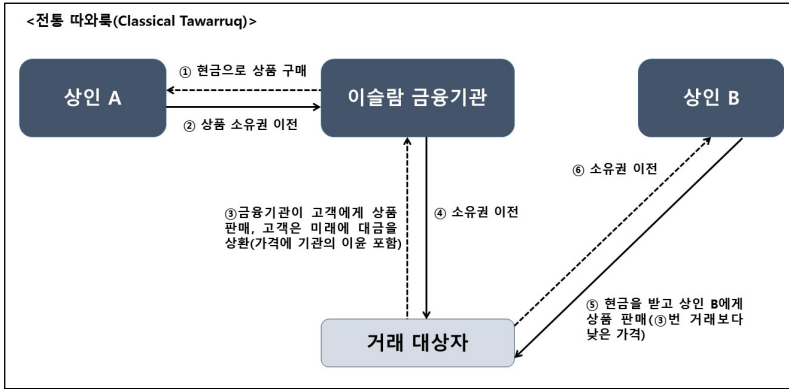 <전통 따와룩(Classical Tawarruq)>
상인 A
① 현금으로 상품 구매
② 상품 소유권 이전
이슬람 금융기관
상인 B
③금융기관이 고객에게 상품
판매, 고객은 미래에 대금을
상환(가격에 기관의 이윤 포함)
④ 소유권 이전
⑥ 소유권 이전
⑤ 현금을 받고 상인 B에게
상품 판매(③번 거래보다
낮은 가격)
거래 대상자